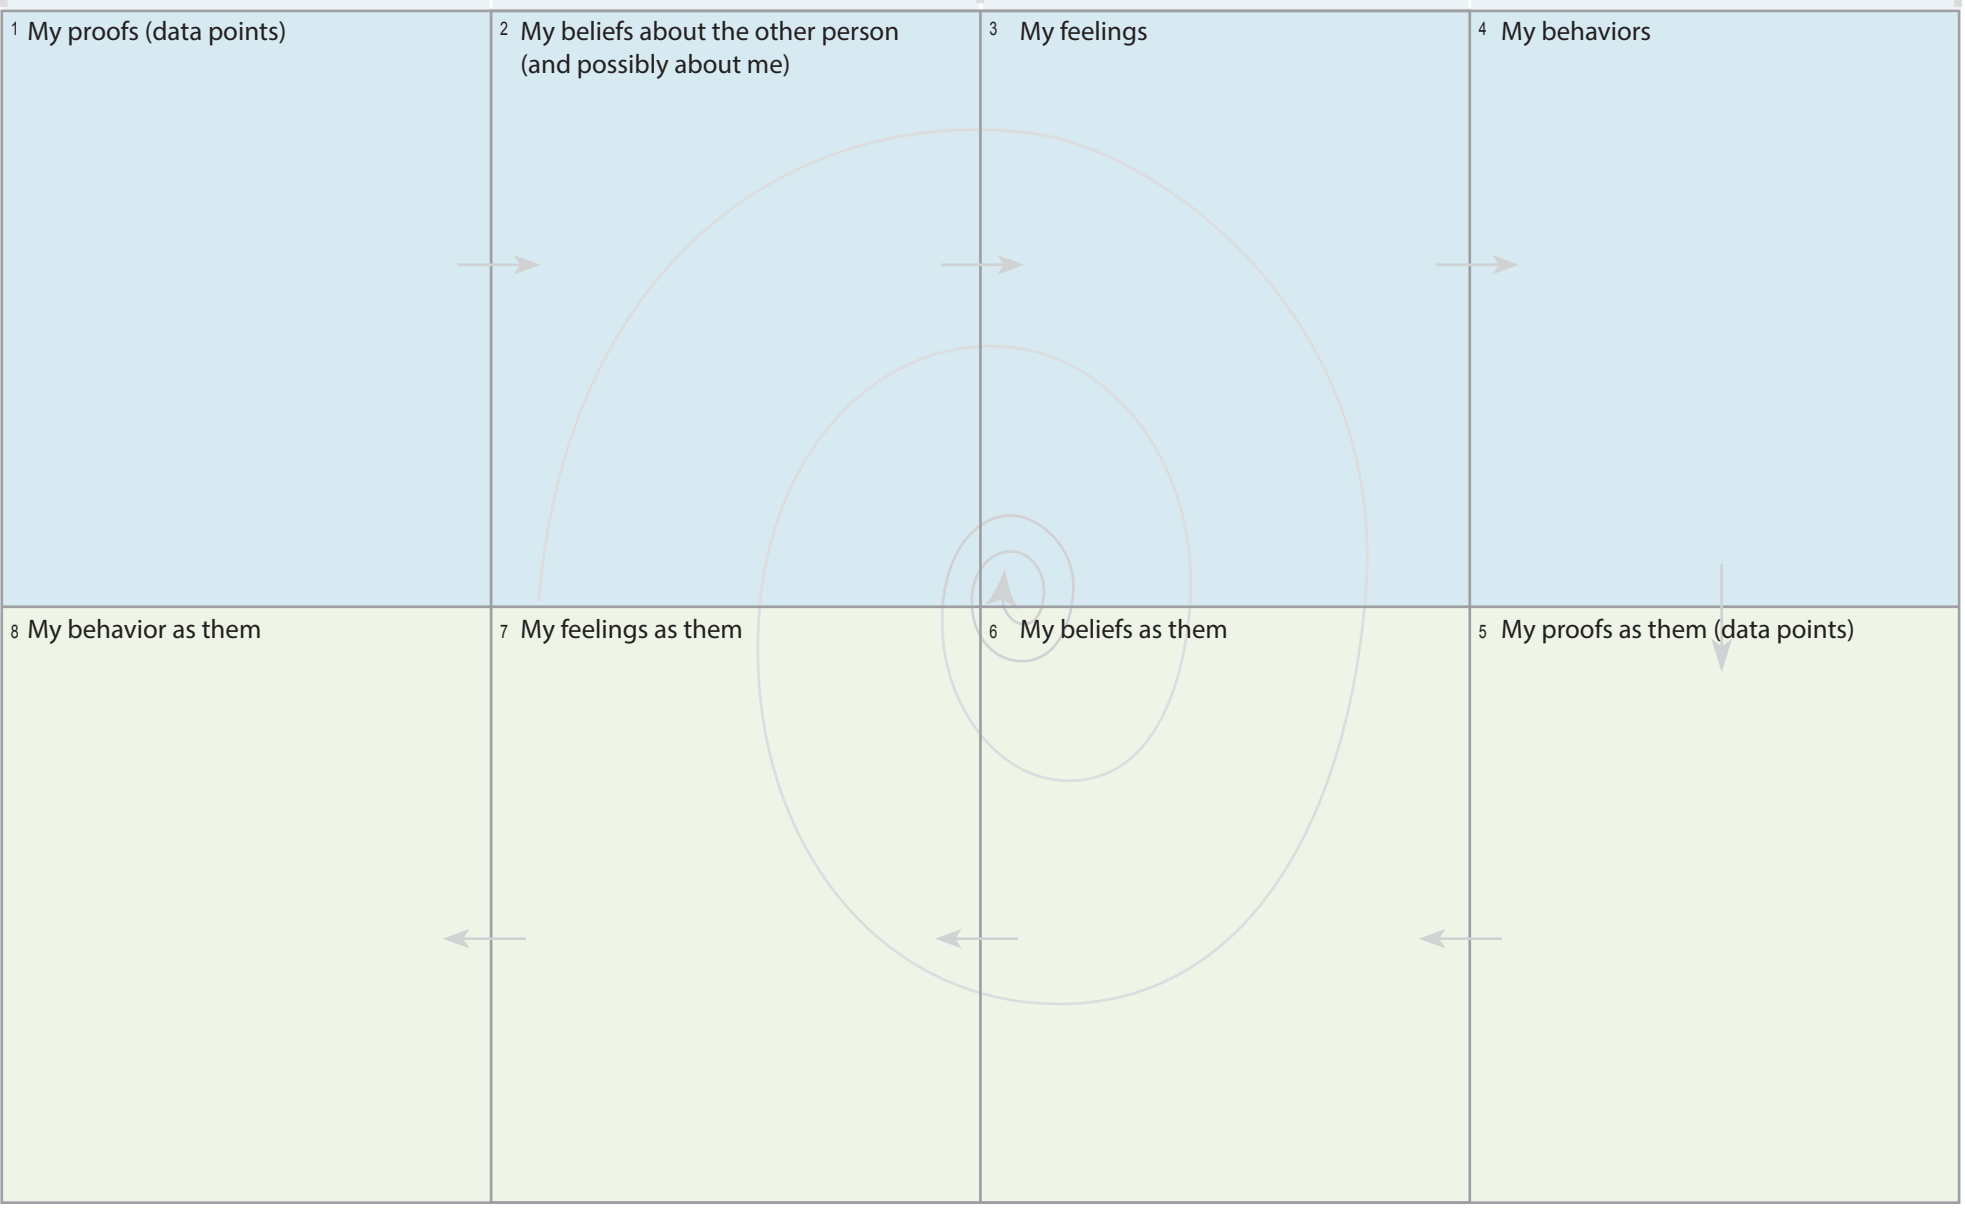 1 My proofs (data points)
2 My beliefs about the other person
(and possibly about me)
3 My feelings
4 My behaviors
8 My behavior as them
7 My feelings as them
6 My beliefs as them
5 My proofs as them (data points)